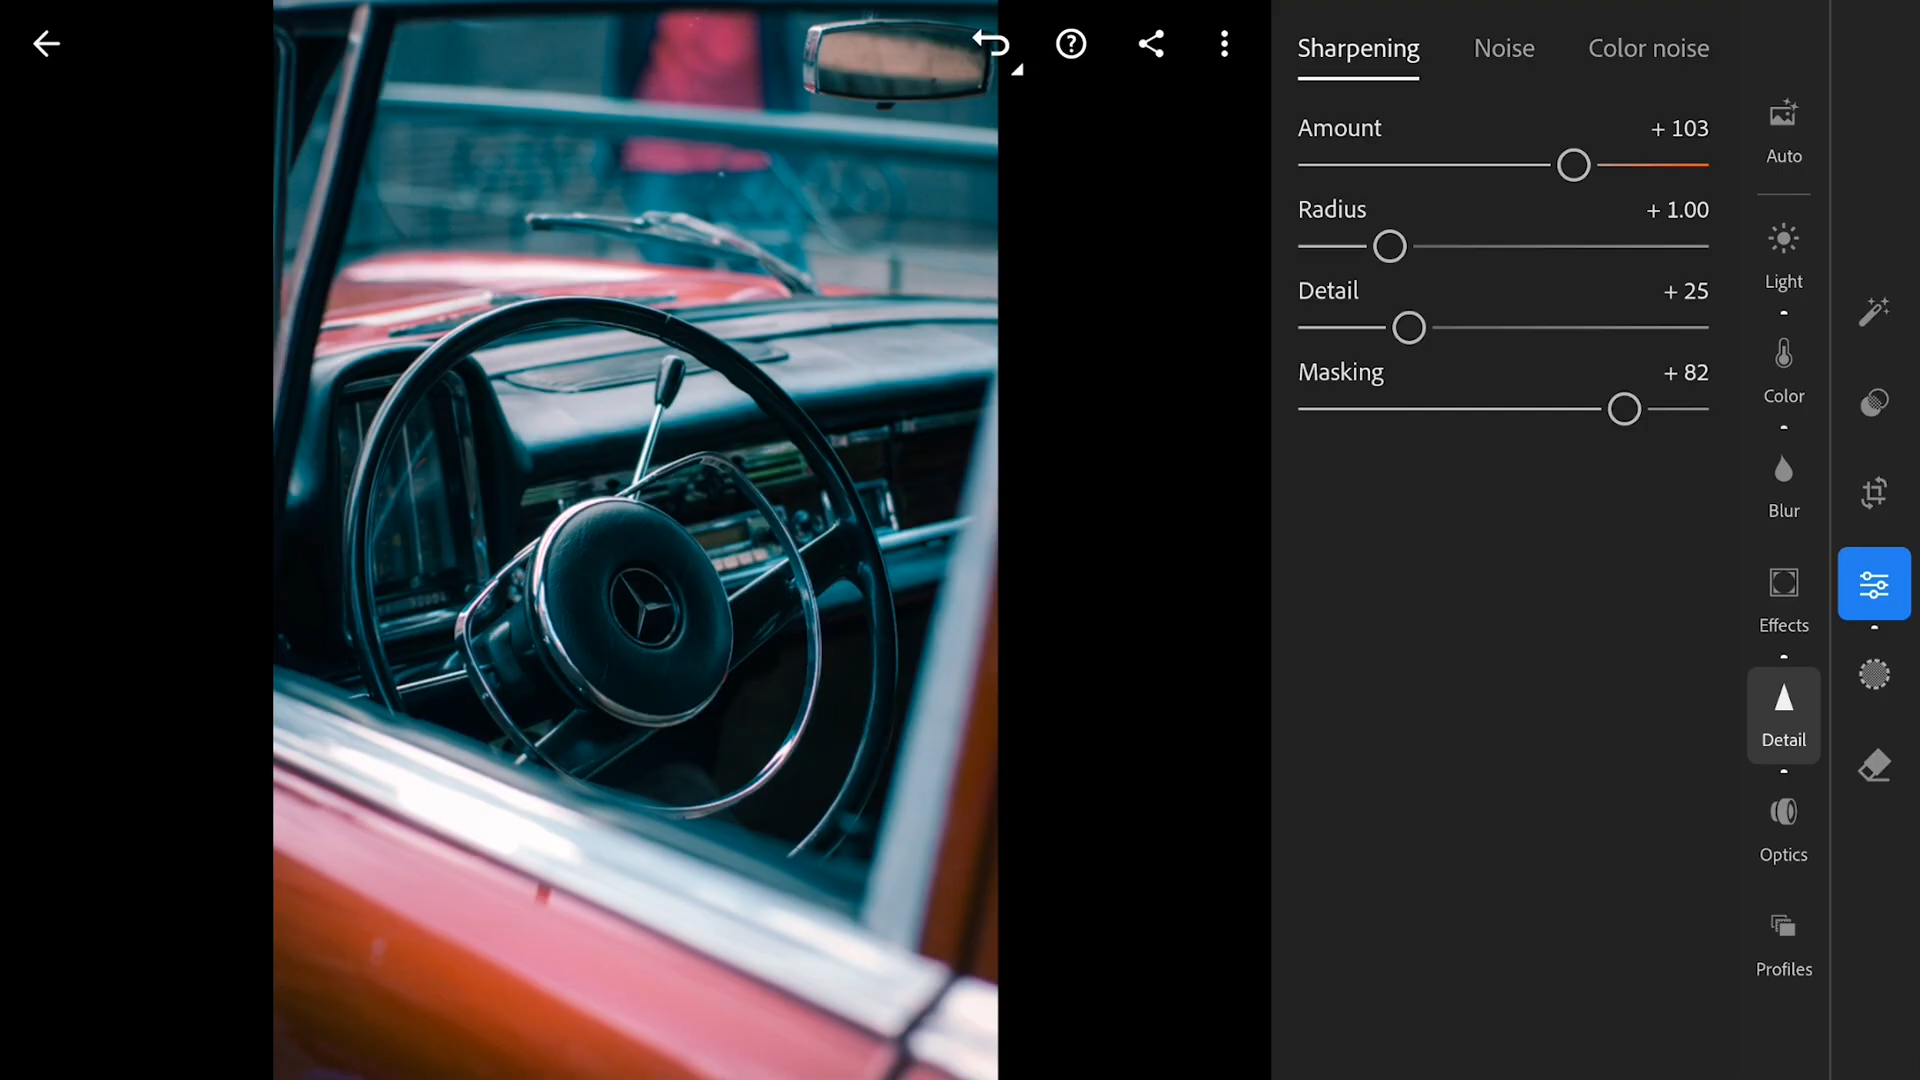 Sharpening Noise Color noise
Amount + 103
Radius + 1.00
Detail + 25
Masking + 82
Auto
Light
Color
Blur
Effects
Detail
Optics
Profiles